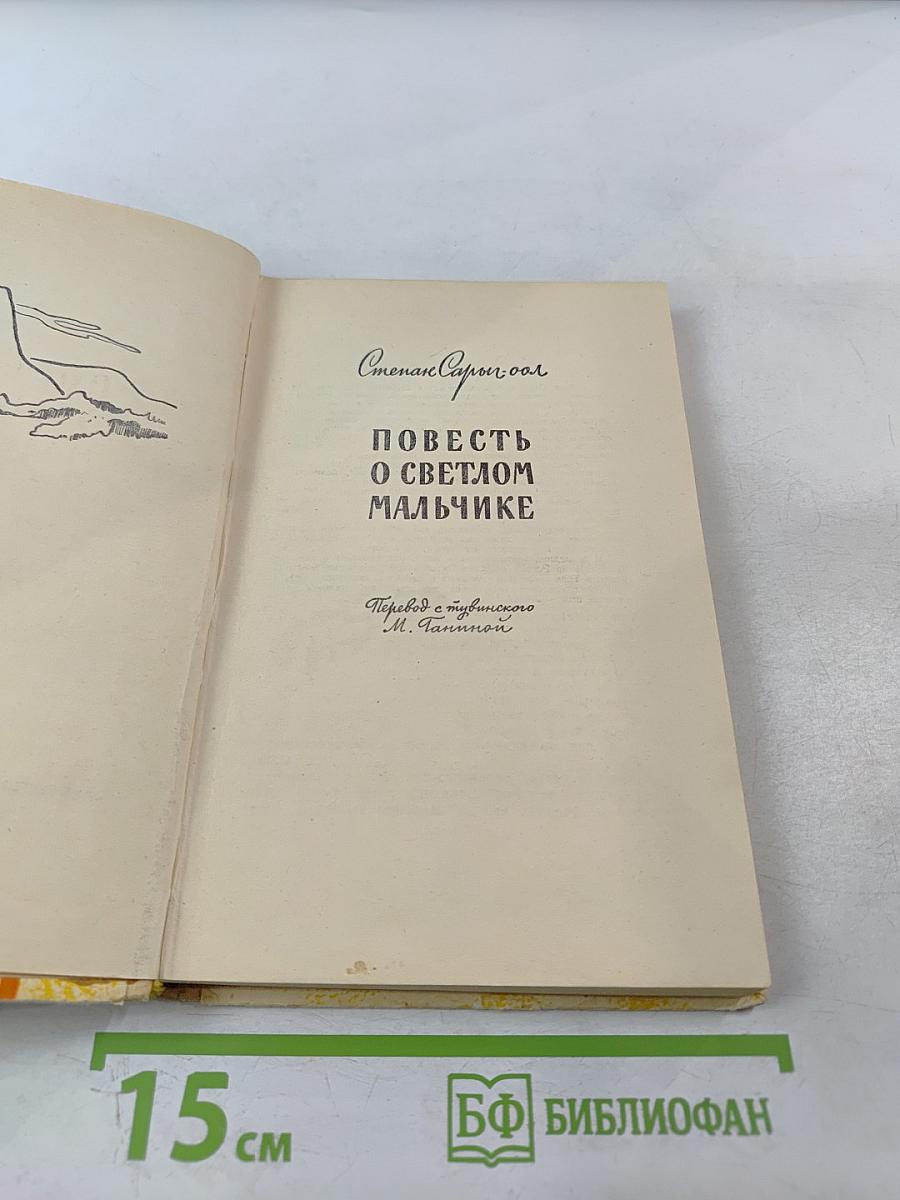 Степан Сарыг-оол
ПОВЕСТЬ
О СВЕТЛОМ
МАЛЬЧИКЕ
Перевод с тувинского
М. Ганиной
15 см
БФ БИБЛИОФАН